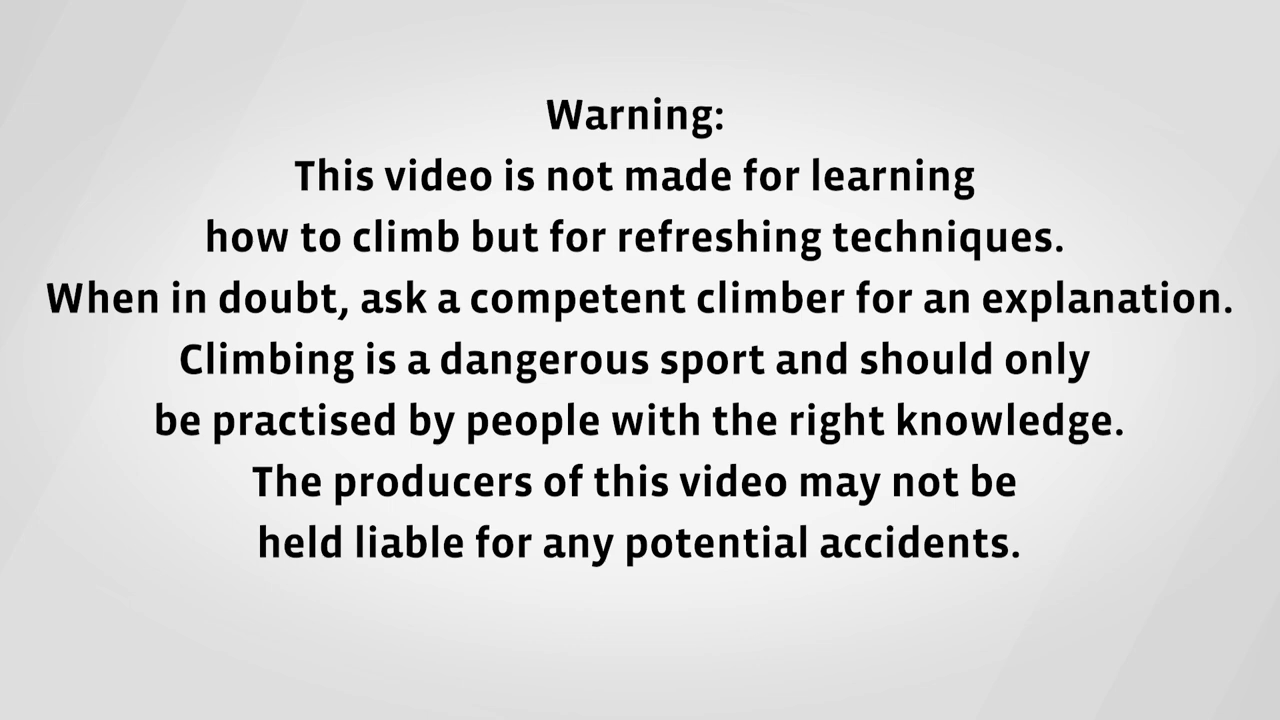 Warning:
This video is not made for learning
how to climb but for refreshing techniques.
When in doubt, ask a competent climber for an explanation.
Climbing is a dangerous sport and should only
be practised by people with the right knowledge.
The producers of this video may not be
held liable for any potential accidents.